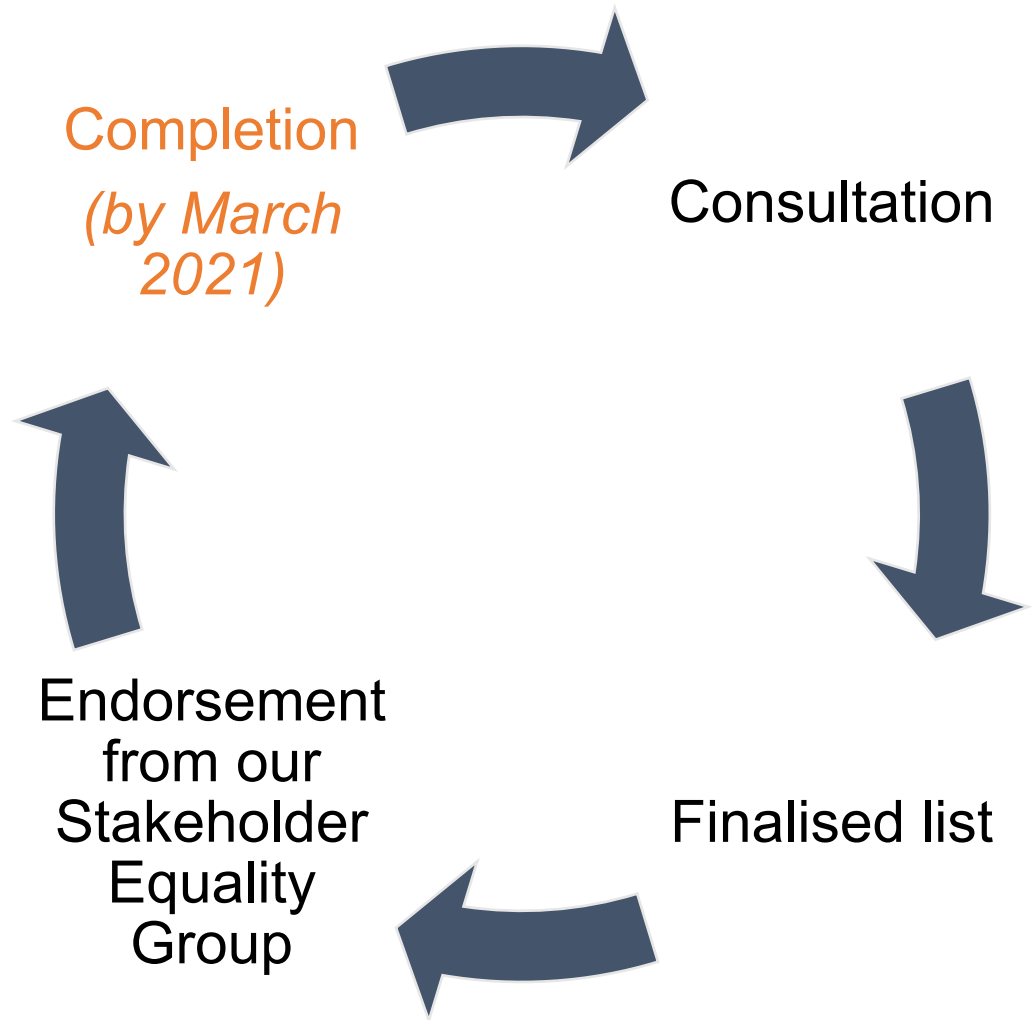 Completion
(by March
2021)
Consultation
Finalised list
Endorsement
from our
Stakeholder
Equality
Group